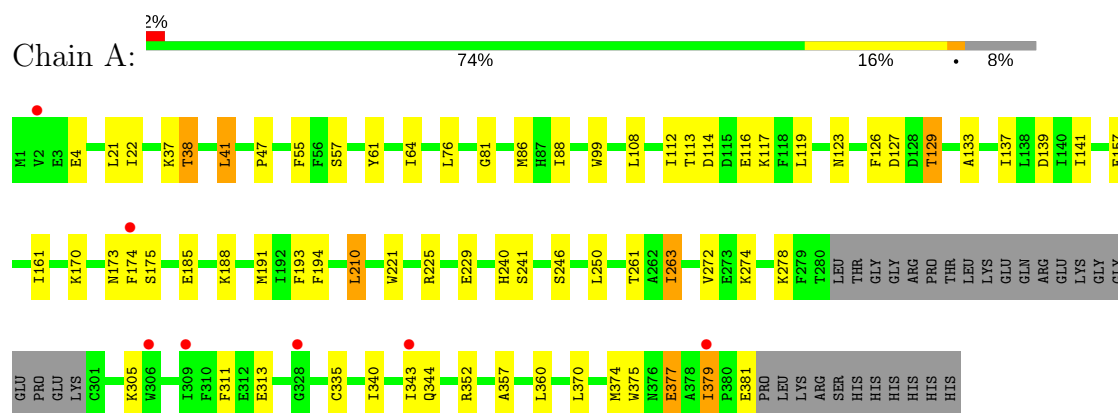 2%
Chain A:
74% 16% • 8%
M1 V2 E3 E4 L21 I22 K37 T38 L41 P47 F55 F56 S57 Y61 I64 L76 G81 M86 H87 I88 W99 L108 I112 T113 D114 D115 E116 K117 F118 L119 N123 F126 D127 D128 T129 A133 I137 L138 D139 I140 I141 E157
I161 K170 N173 F174 S175 E185 K188 M191 I192 F193 F194 L210 W221 R225 E229 H240 S241 S246 L250 T261 A262 I263 V272 E273 K274 K278 F279 T280 LEU THR GLY GLY ARG PRO THR LEU LYS GLU GLN ARG GLU LYS GLY GLY
GLU PRO GLU LYS C301 K305 W306 I309 F310 F311 E312 E313 G328 C335 I340 I343 Q344 R352 A357 L360 L370 M374 W375 N376 E377 A378 I379 P380 E381 PRO LEU LYS ARG SER HIS HIS HIS HIS HIS HIS